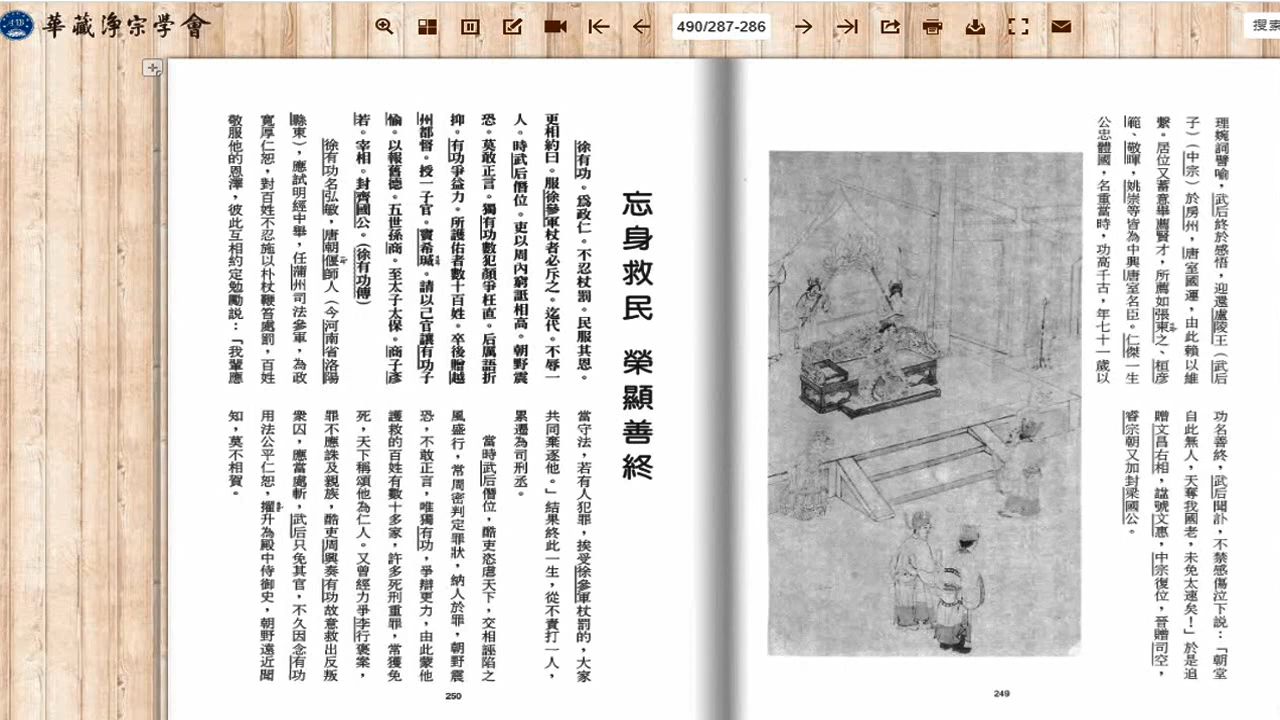 華藏淨宗學會
490/287-286
搜索
理婉詞譬喻，武后終於感悟，迎還盧陵王（武后
子）（中宗）於房州，唐室國運，由此賴以維
繫。居位又蓄意舉薦賢才，所薦如張柬之、桓彥
範、敬暉，姚崇等皆為中興唐室名臣。仁傑一生
公忠體國，名重當時，功高千古，年七十一歲以
功名善終，武后聞訃，不禁感傷泣下說：「朝堂
自此無人，天奪我國老，未免太速矣！」於是追
贈文昌右相，諡號文惠，中宗復位，晉贈司空，
睿宗朝又加封梁國公。
249
忘身救民 榮顯善終
徐有功。為政仁。不忍杖罰。民服其恩。
更相約曰。服徐參軍杖者必斥之。迄代。不辱一
人。時武后僭位。吏以周內窮詆相高。朝野震
恐。莫敢正言。獨有功數犯顏爭枉直。后厲語折
抑。有功爭益力。所護佑者數十百姓。卒後贈越
州都督。授一子官。竇希瑊。請以己官讓有功子
愉。以報舊德。五世孫商。至太子太保。商子彥
若。宰相。封齊國公。（徐有功傳）
徐有功名弘敏，唐朝偃師人（今河南省洛陽
縣東），應試明經中舉，任蒲州司法參軍，為政
寬厚仁恕，對百姓不忍施以朴杖鞭笞處罰，百姓
敬服他的恩澤，彼此互相約定勉勵說：「我輩應
當守法，若有人犯罪，挨受徐參軍杖罰的，大家
共同棄逐他。」結果終此一生，從不責打一人，
累遷為司刑丞。
當時武后僭位，酷吏恣虐天下，交相誣陷之
風盛行，常周密判定罪狀，納人於罪，朝野震
恐，不敢正言，唯獨有功，爭辯更力，由此蒙他
護救的百姓有數十多家，許多死刑重罪，常獲免
死，天下稱頌他為仁人。又曾經力爭李行褒案，
罪不應誅及親族，酷吏周興奏有功故意救出反叛
衆囚，應當處斬，武后只免其官，不久因念有功
用法公平仁恕，擢升為殿中侍御史，朝野遠近聞
知，莫不相賀。
250